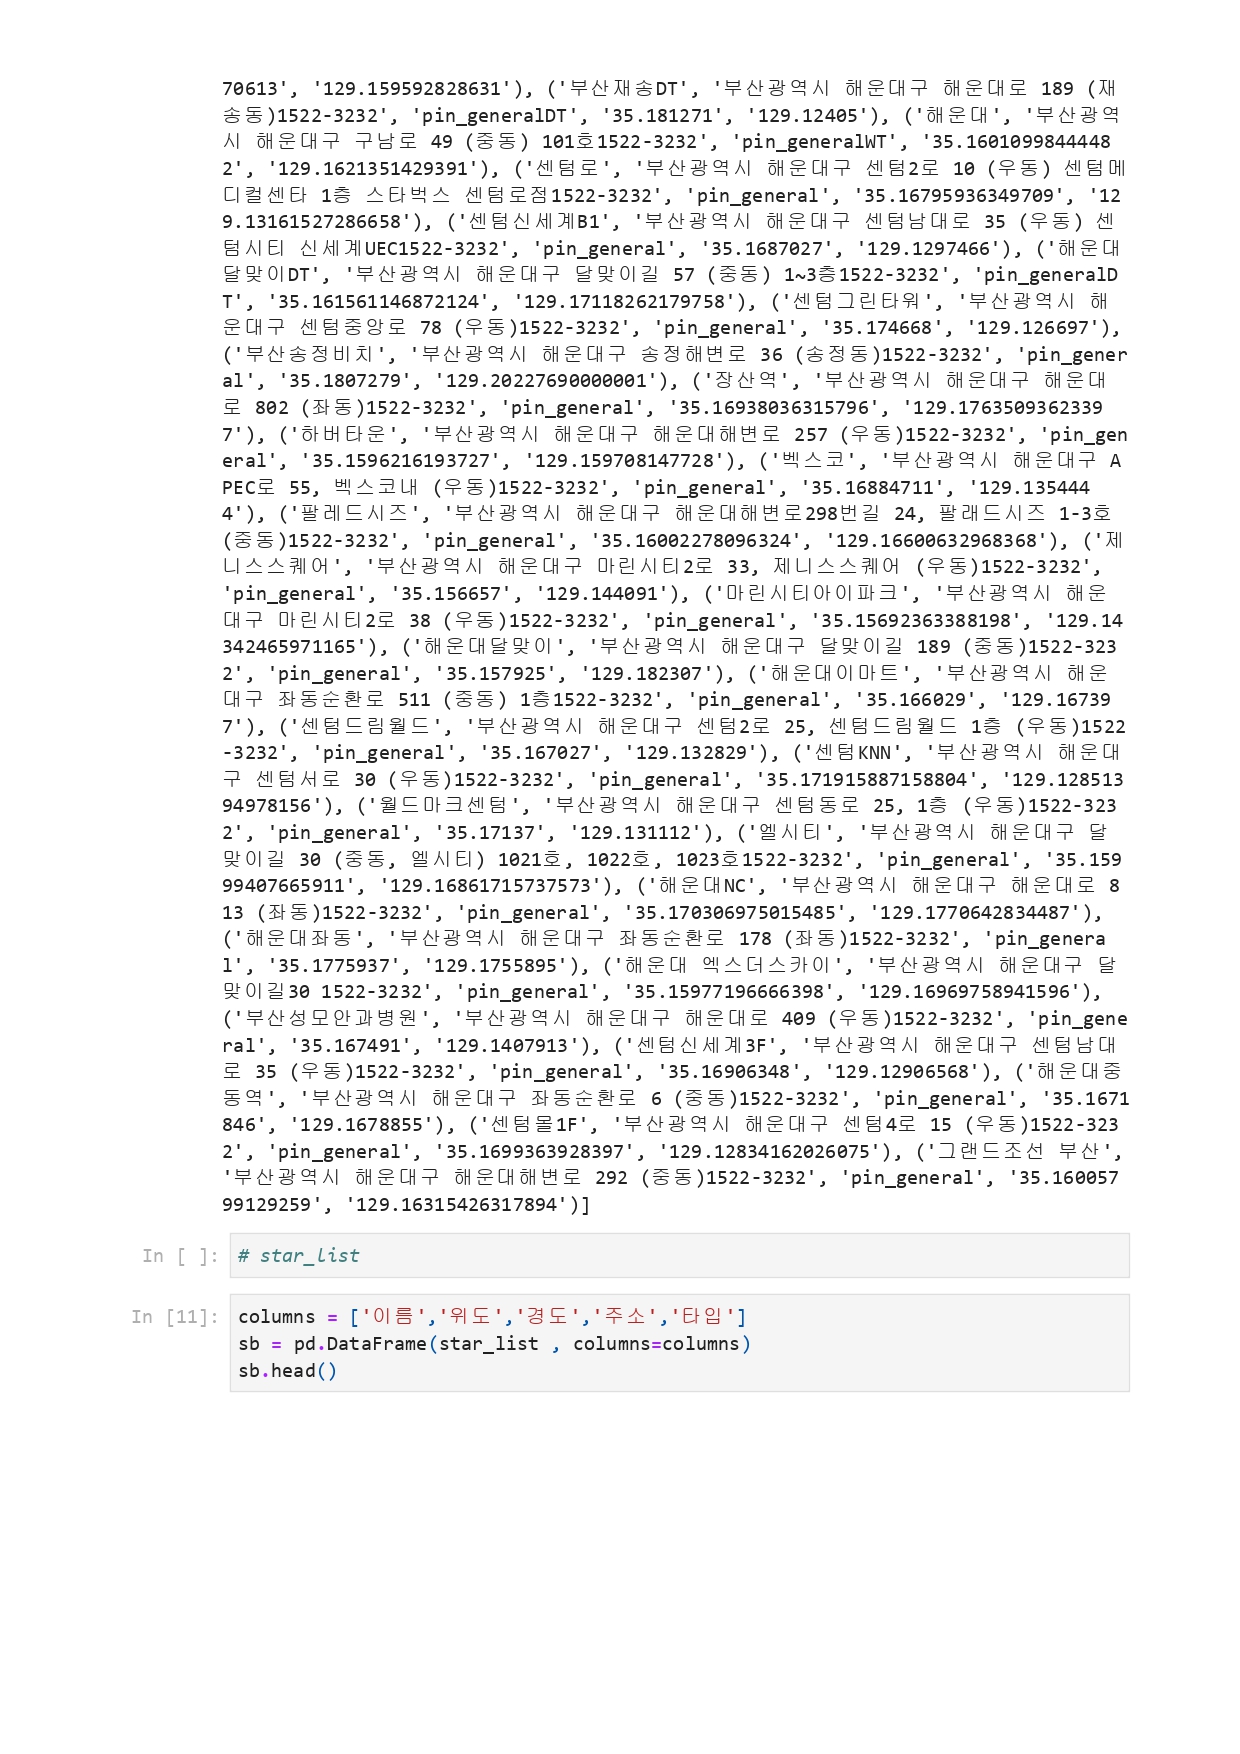 70613', '129.159592828631'), ('부산재송DT', '부산광역시 해운대구 해운대로 189 (재
송동)1522-3232', 'pin_generalDT', '35.181271', '129.12405'), ('해운대', '부산광역
시 해운대구 구남로 49 (중동) 101호1522-3232', 'pin_generalWT', '35.1601099844448
2', '129.1621351429391'), ('센텀로', '부산광역시 해운대구 센텀2로 10 (우동) 센텀메
디컬센타 1층 스타벅스 센텀로점1522-3232', 'pin_general', '35.16795936349709', '12
9.13161527286658'), ('센텀신세계B1', '부산광역시 해운대구 센텀남대로 35 (우동) 센
텀시티 신세계UEC1522-3232', 'pin_general', '35.1687027', '129.1297466'), ('해운대
달맞이DT', '부산광역시 해운대구 달맞이길 57 (중동) 1~3층1522-3232', 'pin_generalD
T', '35.161561146872124', '129.17118262179758'), ('센텀그린타워', '부산광역시 해
운대구 센텀중앙로 78 (우동)1522-3232', 'pin_general', '35.174668', '129.126697'),
('부산송정비치', '부산광역시 해운대구 송정해변로 36 (송정동)1522-3232', 'pin_gener
al', '35.1807279', '129.20227690000001'), ('장산역', '부산광역시 해운대구 해운대
로 802 (좌동)1522-3232', 'pin_general', '35.16938036315796', '129.1763509362339
7'), ('하버타운', '부산광역시 해운대구 해운대해변로 257 (우동)1522-3232', 'pin_gen
eral', '35.1596216193727', '129.159708147728'), ('벡스코', '부산광역시 해운대구 A
PEC로 55, 벡스코내 (우동)1522-3232', 'pin_general', '35.16884711', '129.135444
4'), ('팔레드시즈', '부산광역시 해운대구 해운대해변로298번길 24, 팔래드시즈 1-3호
(중동)1522-3232', 'pin_general', '35.16002278096324', '129.16600632968368'), ('제
니스스퀘어', '부산광역시 해운대구 마린시티2로 33, 제니스스퀘어 (우동)1522-3232',
'pin_general', '35.156657', '129.144091'), ('마린시티아이파크', '부산광역시 해운
대구 마린시티2로 38 (우동)1522-3232', 'pin_general', '35.15692363388198', '129.14
342465971165'), ('해운대달맞이', '부산광역시 해운대구 달맞이길 189 (중동)1522-323
2', 'pin_general', '35.157925', '129.182307'), ('해운대이마트', '부산광역시 해운
대구 좌동순환로 511 (중동) 1층1522-3232', 'pin_general', '35.166029', '129.16739
7'), ('센텀드림월드', '부산광역시 해운대구 센텀2로 25, 센텀드림월드 1층 (우동)1522
-3232', 'pin_general', '35.167027', '129.132829'), ('센텀KNN', '부산광역시 해운대
구 센텀서로 30 (우동)1522-3232', 'pin_general', '35.171915887158804', '129.128513
94978156'), ('월드마크센텀', '부산광역시 해운대구 센텀동로 25, 1층 (우동)1522-323
2', 'pin_general', '35.17137', '129.131112'), ('엘시티', '부산광역시 해운대구 달
맞이길 30 (중동, 엘시티) 1021호, 1022호, 1023호1522-3232', 'pin_general', '35.159
99407665911', '129.16861715737573'), ('해운대NC', '부산광역시 해운대구 해운대로 8
13 (좌동)1522-3232', 'pin_general', '35.170306975015485', '129.1770642834487'),
('해운대좌동', '부산광역시 해운대구 좌동순환로 178 (좌동)1522-3232', 'pin_genera
l', '35.1775937', '129.1755895'), ('해운대 엑스더스카이', '부산광역시 해운대구 달
맞이길30 1522-3232', 'pin_general', '35.15977196666398', '129.16969758941596'),
('부산성모안과병원', '부산광역시 해운대구 해운대로 409 (우동)1522-3232', 'pin_gene
ral', '35.167491', '129.1407913'), ('센텀신세계3F', '부산광역시 해운대구 센텀남대
로 35 (우동)1522-3232', 'pin_general', '35.16906348', '129.12906568'), ('해운대중
동역', '부산광역시 해운대구 좌동순환로 6 (중동)1522-3232', 'pin_general', '35.1671
846', '129.1678855'), ('센텀몰1F', '부산광역시 해운대구 센텀4로 15 (우동)1522-323
2', 'pin_general', '35.1699363928397', '129.12834162026075'), ('그랜드조선 부산',
'부산광역시 해운대구 해운대해변로 292 (중동)1522-3232', 'pin_general', '35.160057
99129259', '129.16315426317894')]
In [ ]: # star_list
In [11]: columns = ['이름','위도','경도','주소','타입']
sb = pd.DataFrame(star_list , columns=columns)
sb.head()